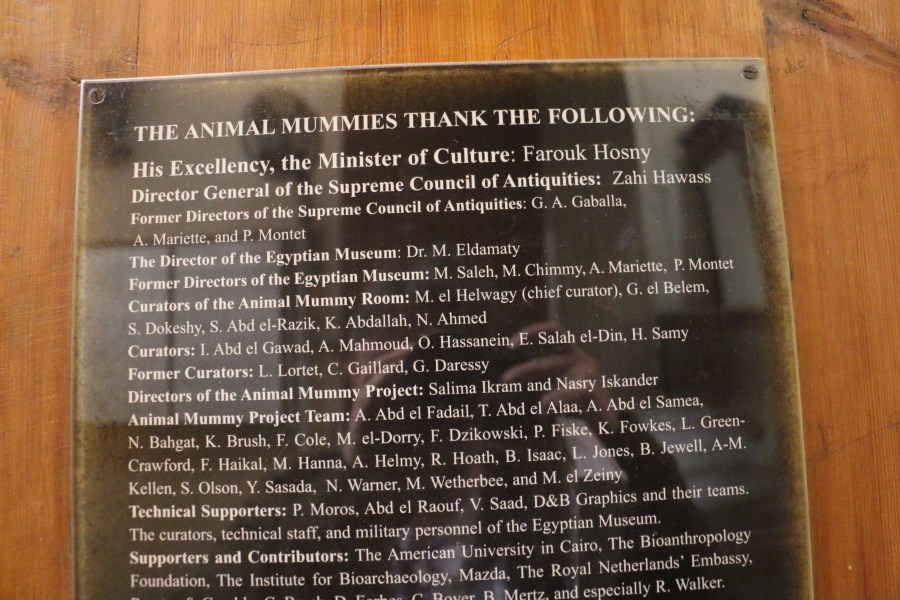 THE ANIMAL MUMMIES THANK THE FOLLOWING:
His Excellency, the Minister of Culture: Farouk Hosny
Director General of the Supreme Council of Antiquities: Zahi Hawass
Former Directors of the Supreme Council of Antiquities: G. A. Gaballa,
A. Mariette, and P. Montet
The Director of the Egyptian Museum: Dr. M. Eldamaty
Former Directors of the Egyptian Museum: M. Saleh, M. Chimmy, A. Mariette, P. Montet
Curators of the Animal Mummy Room: M. el Helwagy (chief curator), G. el Belem,
S. Dokeshy, S. Abd el-Razik, K. Abdallah, N. Ahmed
Curators: I. Abd el Gawad, A. Mahmoud, O. Hassanein, E. Salah el-Din, H. Samy
Former Curators: L. Lortet, C. Gaillard, G. Daressy
Directors of the Animal Mummy Project: Salima Ikram and Nasry Iskander
Animal Mummy Project Team: A. Abd el Fadail, T. Abd el Alaa, A. Abd el Samea,
N. Bahgat, K. Brush, F. Cole, M. el-Dorry, F. Dzikowski, P. Fiske, K. Fowkes, L. Green-
Crawford, F. Haikal, M. Hanna, A. Helmy, R. Hoath, B. Isaac, L. Jones, B. Jewell, A-M.
Kellen, S. Olson, Y. Sasada, N. Warner, M. Wetherbee, and M. el Zeiny
Technical Supporters: P. Moros, Abd el Raouf, V. Saad, D&B Graphics and their teams.
The curators, technical staff, and military personnel of the Egyptian Museum.
Supporters and Contributors: The American University in Cairo, The Bioanthropology
Foundation, The Institute for Bioarchaeology, Mazda, The Royal Netherlands' Embassy,
B. Mertz, and especially R. Walker.